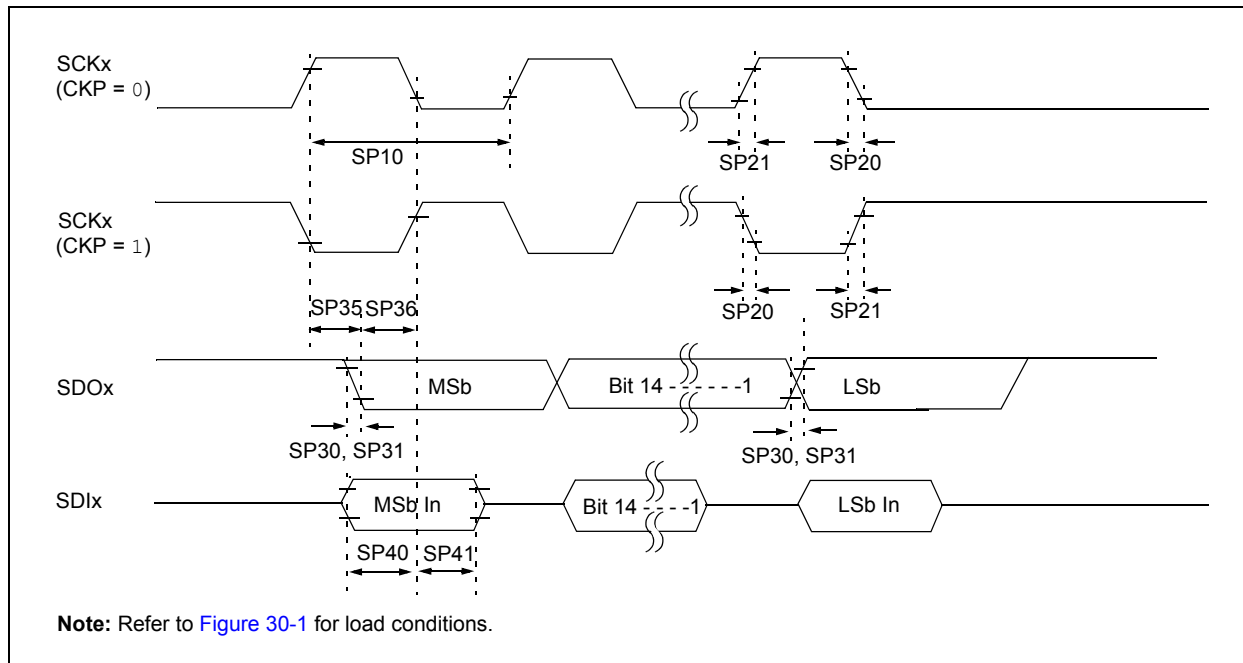 SCKx
(CKP = 0)
SP10
SP21
SP20
SCKx
(CKP = 1)
SP20
SP21
SP35
SP36
SDOx
MSb
Bit 14 - - - - - -1
LSb
SP30, SP31
SP30, SP31
SDIx
MSb In
Bit 14 - - - - -1
LSb In
SP40
SP41
Note: Refer to Figure 30-1 for load conditions.